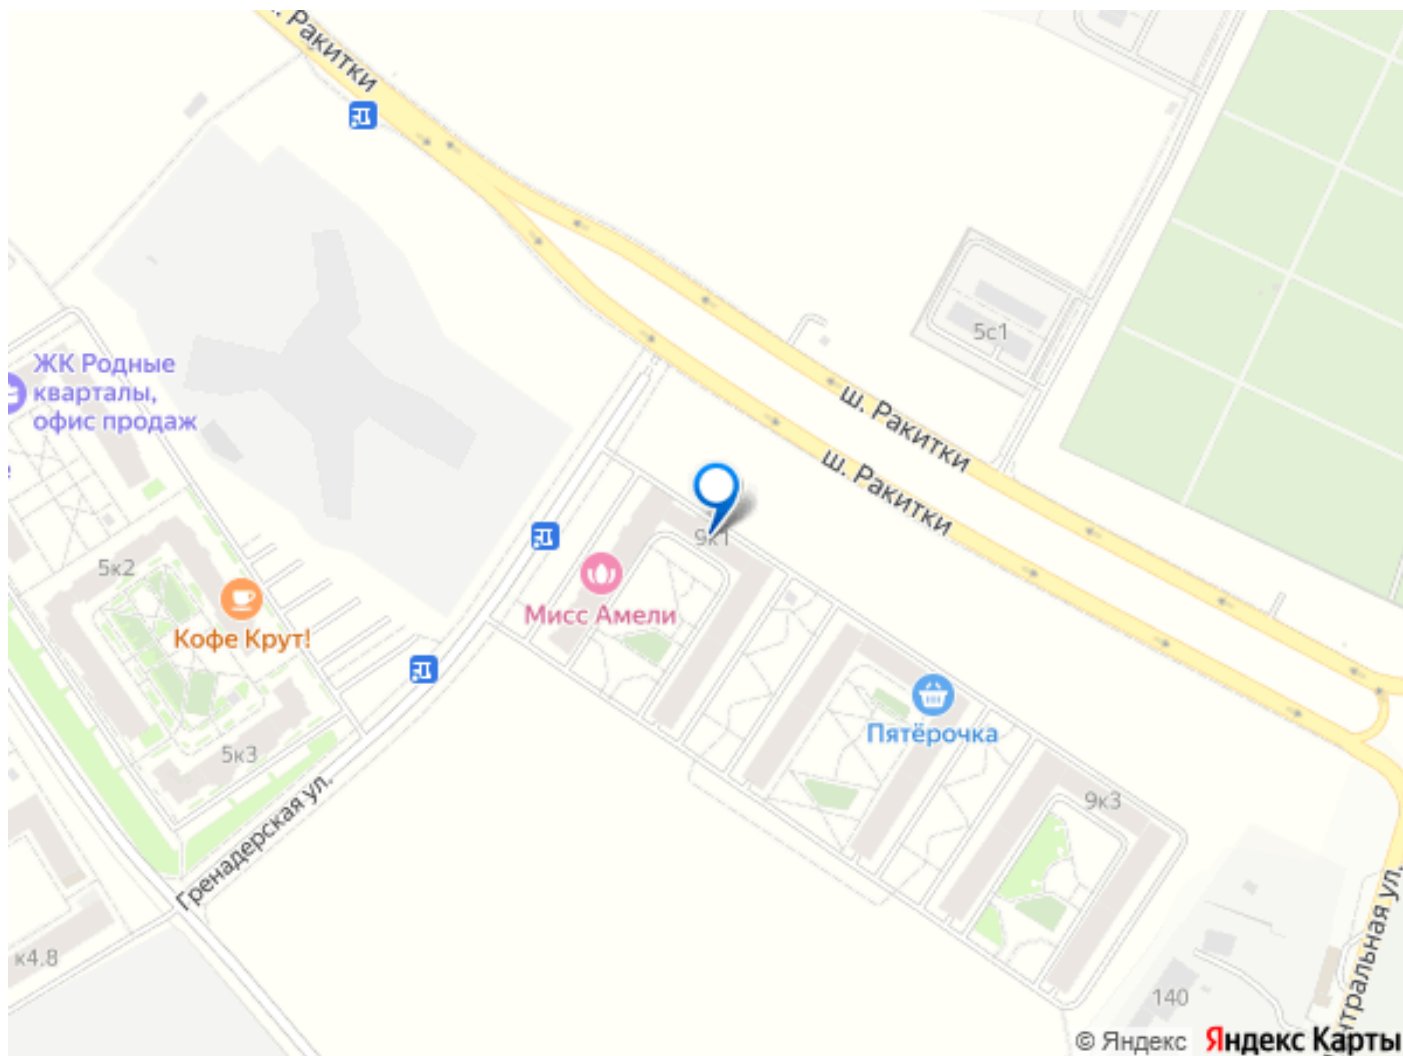 ш. Ракитки
5с1
ЖК Родные
кварталы,
офис продаж
ш. Ракитки
ш. Ракитки
9к1
5к2
Мисс Амели
Кофе Крут!
Пятёрочка
5к3
9к3
Гренадерская ул.
к4.8
140
нтральная ул.
© Яндекс
Яндекс Карты